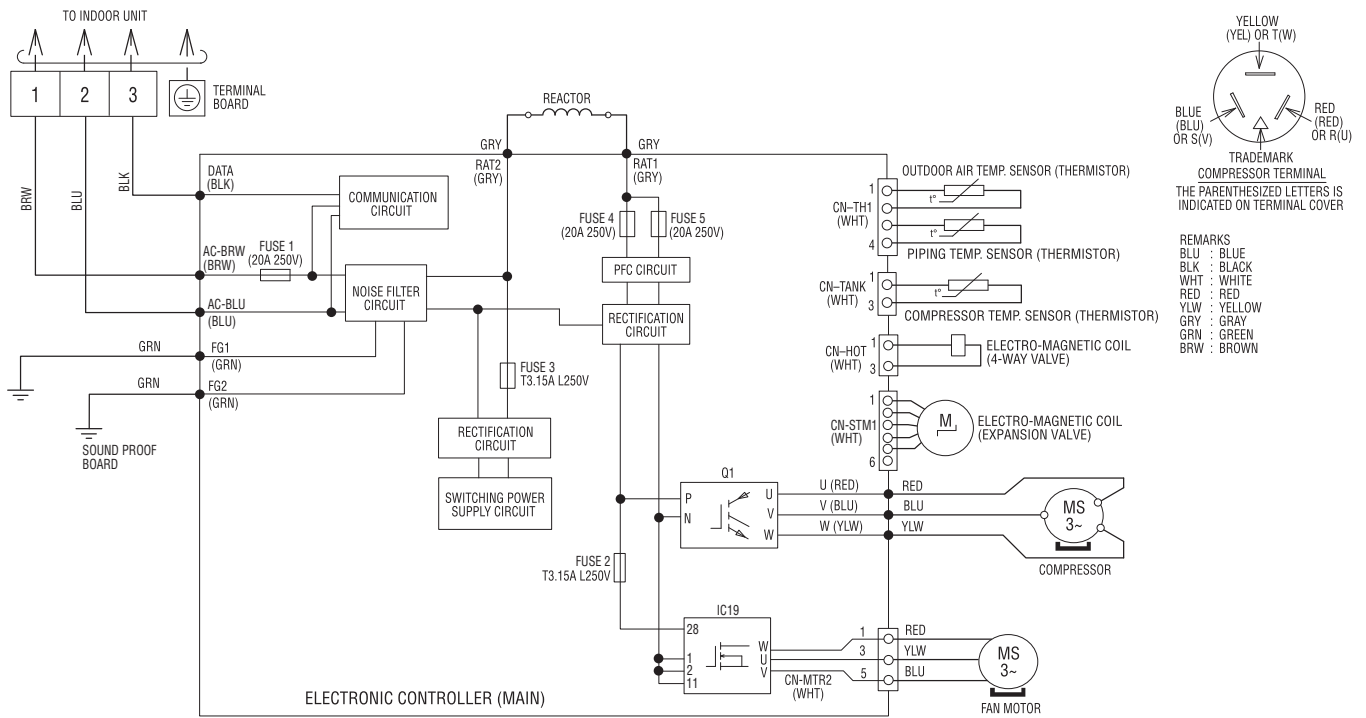 TO INDOOR UNIT
1 2 3
TERMINAL
BOARD
BRW
BLU
BLK
DATA
(BLK)
AC-BRW
(BRW)
FUSE 1
(20A 250V)
AC-BLU
(BLU)
GRN
FG1
(GRN)
GRN
FG2
(GRN)
SOUND PROOF
BOARD
COMMUNICATION
CIRCUIT
NOISE FILTER
CIRCUIT
REACTOR
GRY
RAT2
(GRY)
GRY
RAT1
(GRY)
FUSE 4
(20A 250V)
FUSE 5
(20A 250V)
PFC CIRCUIT
RECTIFICATION
CIRCUIT
FUSE 3
T3.15A L250V
RECTIFICATION
CIRCUIT
SWITCHING POWER
SUPPLY CIRCUIT
FUSE 2
T3.15A L250V
Q1
P
N
U
V
W
U (RED)
V (BLU)
W (YLW)
RED
BLU
YLW
MS
3~
COMPRESSOR
IC19
28
1
2
11
W
U
V
CN-MTR2
(WHT)
1
3
5
RED
YLW
BLU
MS
3~
FAN MOTOR
ELECTRONIC CONTROLLER (MAIN)
OUTDOOR AIR TEMP. SENSOR (THERMISTOR)
1
CN–TH1
(WHT)
4
t°
t°
PIPING TEMP. SENSOR (THERMISTOR)
1
CN–TANK
(WHT)
3
t°
COMPRESSOR TEMP. SENSOR (THERMISTOR)
1
CN–HOT
(WHT)
3
ELECTRO-MAGNETIC COIL
(4-WAY VALVE)
1
CN-STM1
(WHT)
6
M
ELECTRO-MAGNETIC COIL
(EXPANSION VALVE)
YELLOW
(YEL) OR T(W)
BLUE
(BLU)
OR S(V)
RED
(RED)
OR R(U)
TRADEMARK
COMPRESSOR TERMINAL
THE PARENTHESIZED LETTERS IS
INDICATED ON TERMINAL COVER
REMARKS
BLU : BLUE
BLK : BLACK
WHT : WHITE
RED : RED
YLW : YELLOW
GRY : GRAY
GRN : GREEN
BRW : BROWN